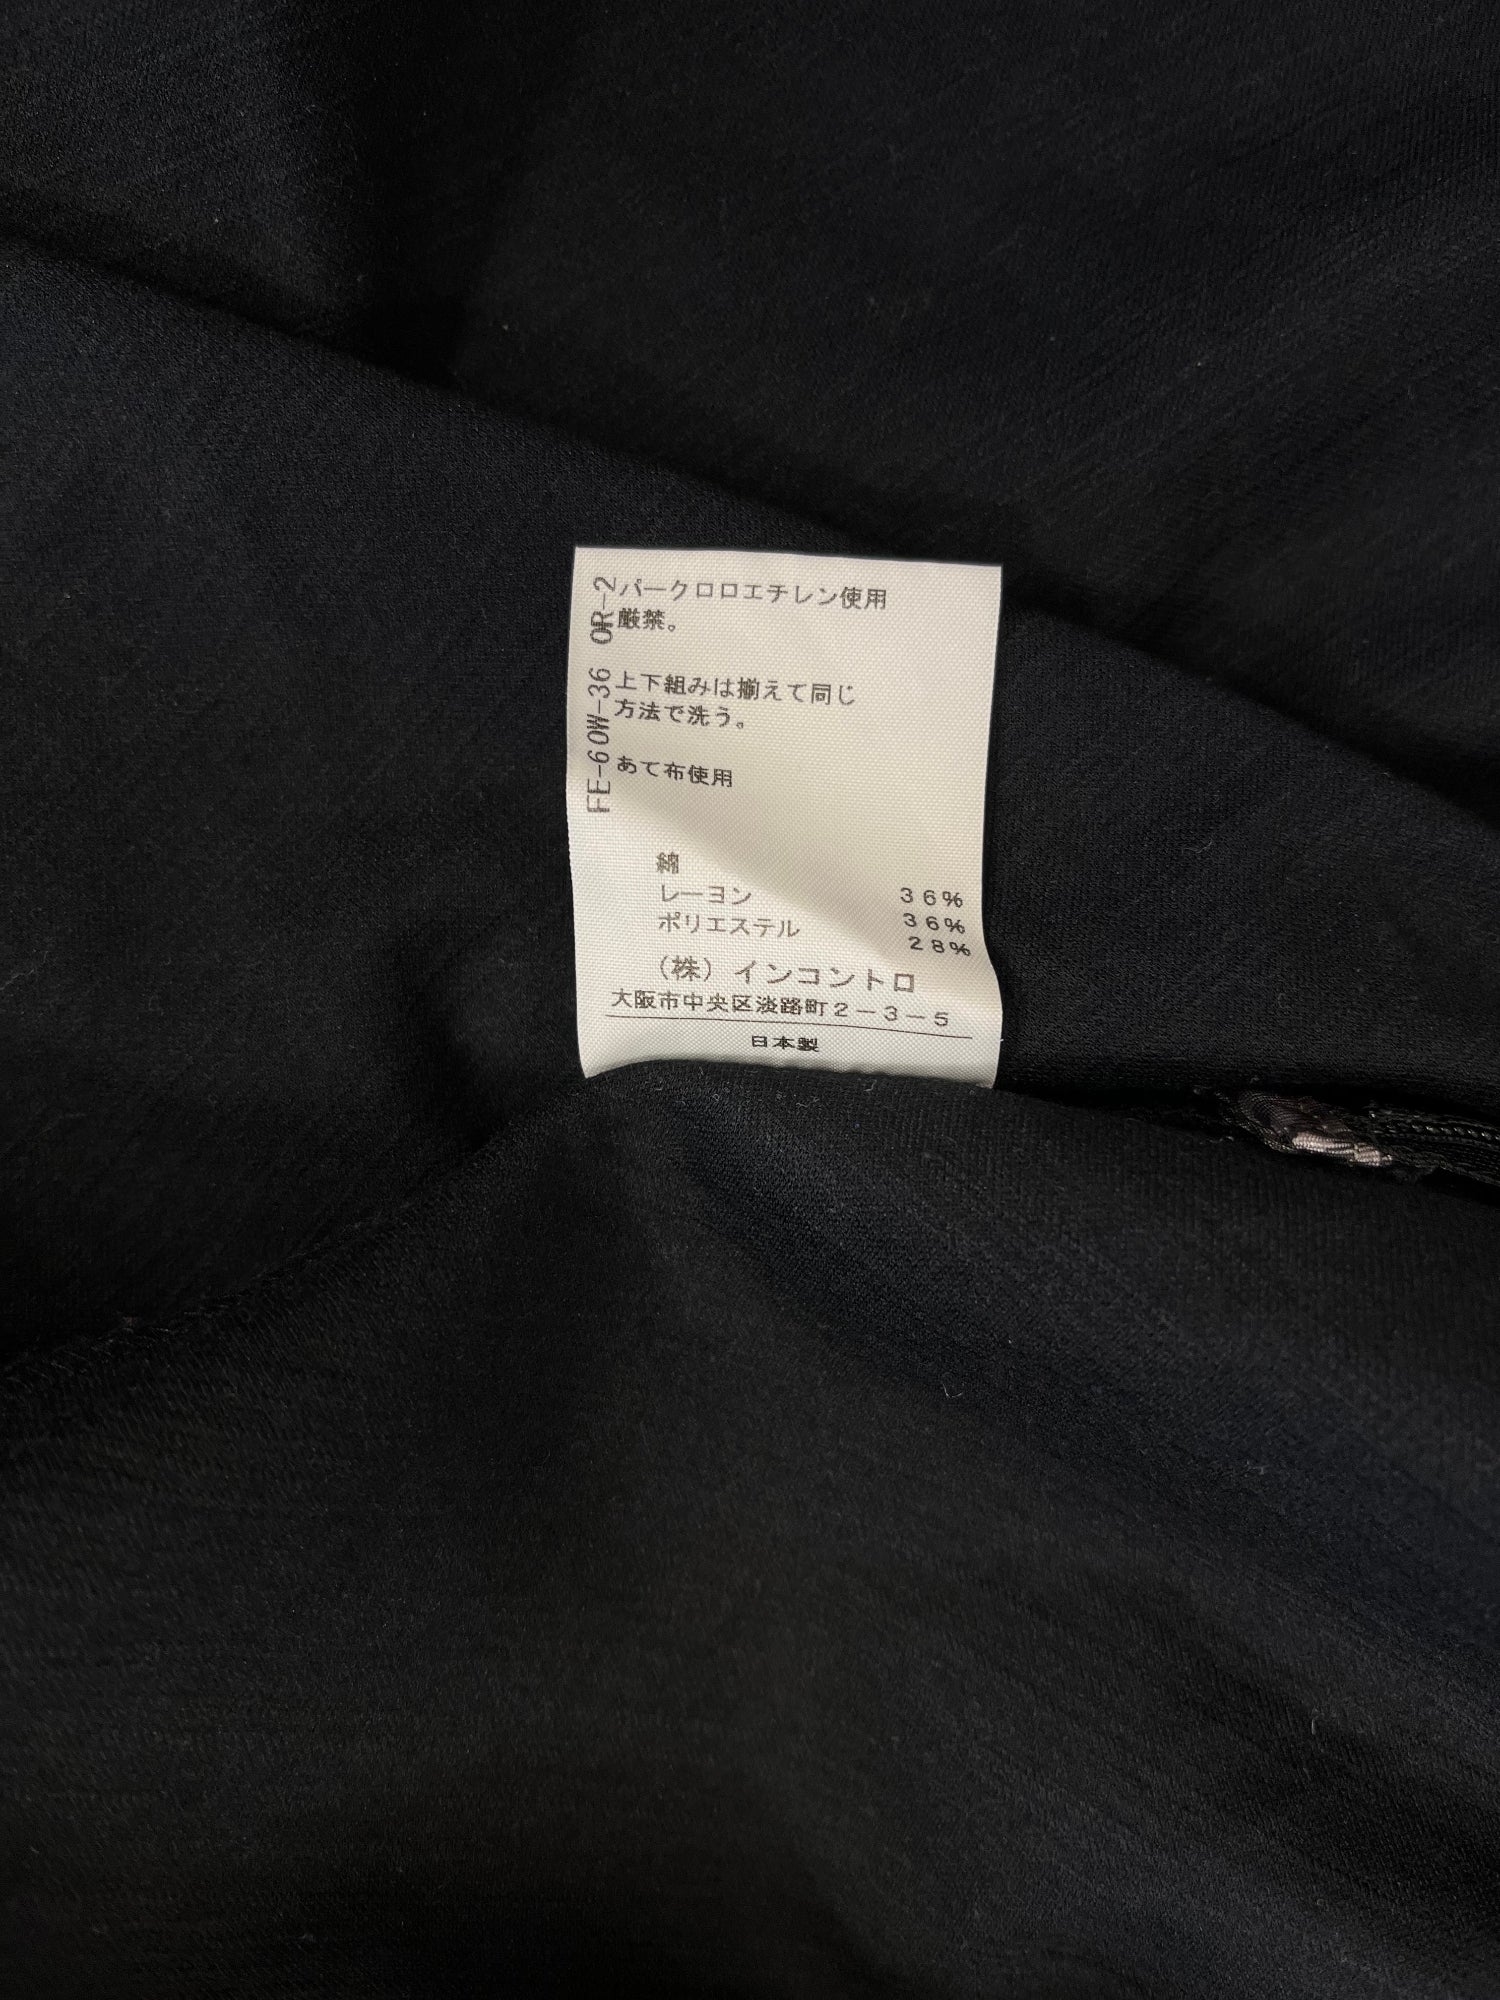 FE-60W-36 OR-2
パークロロエチレン使用
厳禁。
上下組みは揃えて同じ
方法で洗う。
あて布使用
綿 36%
レーヨン 36%
ポリエステル 28%
(株)インコントロ
大阪市中央区淡路町2-3-5
日本製